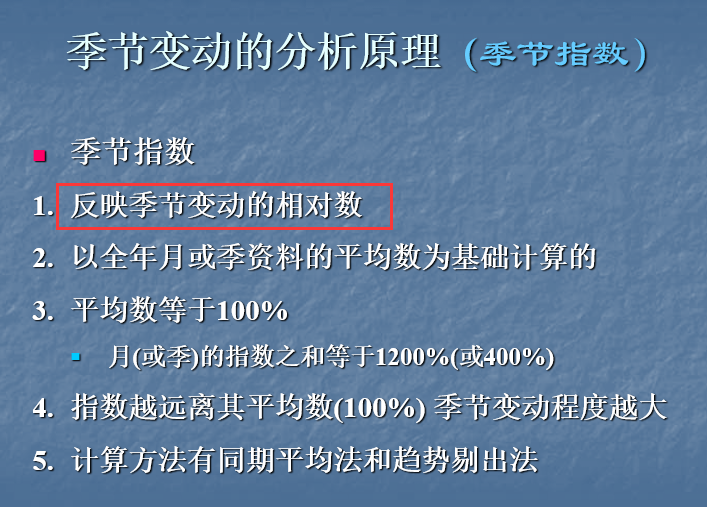 季节变动的分析原理（季节指数）
季节指数
1. 反映季节变动的相对数
2. 以全年月或季资料的平均数为基础计算的
3. 平均数等于100%
月(或季)的指数之和等于1200%(或400%)
4. 指数越远离其平均数(100%) 季节变动程度越大
5. 计算方法有同期平均法和趋势剔出法